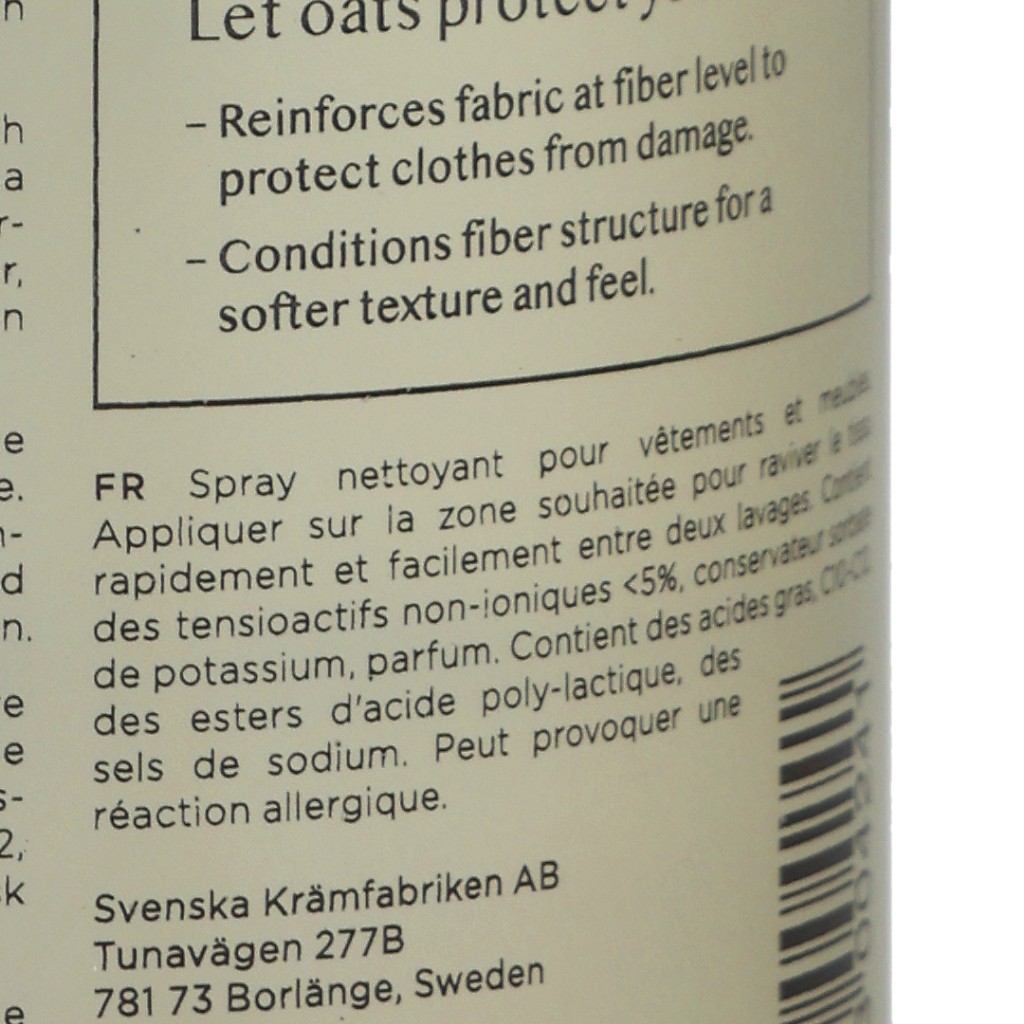 Let oats protect
– Reinforces fabric at fiber level to
protect clothes from damage.
– Conditions fiber structure for a
softer texture and feel.
FR Spray nettoyant pour vêtements et meubles
Appliquer sur la zone souhaitée pour raviver le tissu
rapidement et facilement entre deux lavages. Contient
des tensioactifs non-ioniques <5%, conservateur sorbate
de potassium, parfum. Contient des acides gras,
des esters d'acide poly-lactique, des
sels de sodium. Peut provoquer une
réaction allergique.
Svenska Krämfabriken AB
Tunavägen 277B
781 73 Borlänge, Sweden